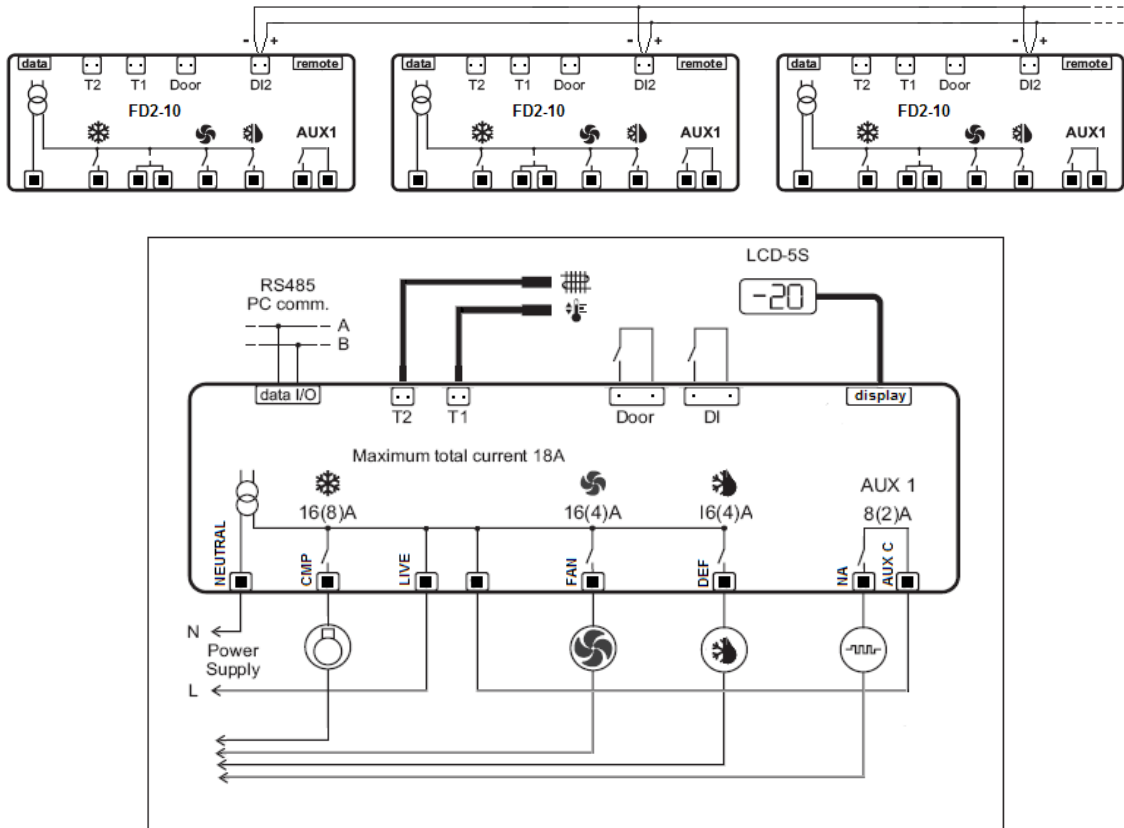 - + - + - +
data remote data remote data remote
T2 T1 Door DI2 T2 T1 Door DI2 T2 T1 Door DI2
FD2-10 FD2-10 FD2-10
AUX1 AUX1 AUX1
LCD-5S
RS485
PC comm.
-20
A
B
data I/O display
T2 T1 Door DI
Maximum total current 18A
AUX 1
16(8)A 16(4)A I6(4)A 8(2)A
NEUTRAL CMP LIVE FAN DEF NA AUX C
N
Power
Supply
L